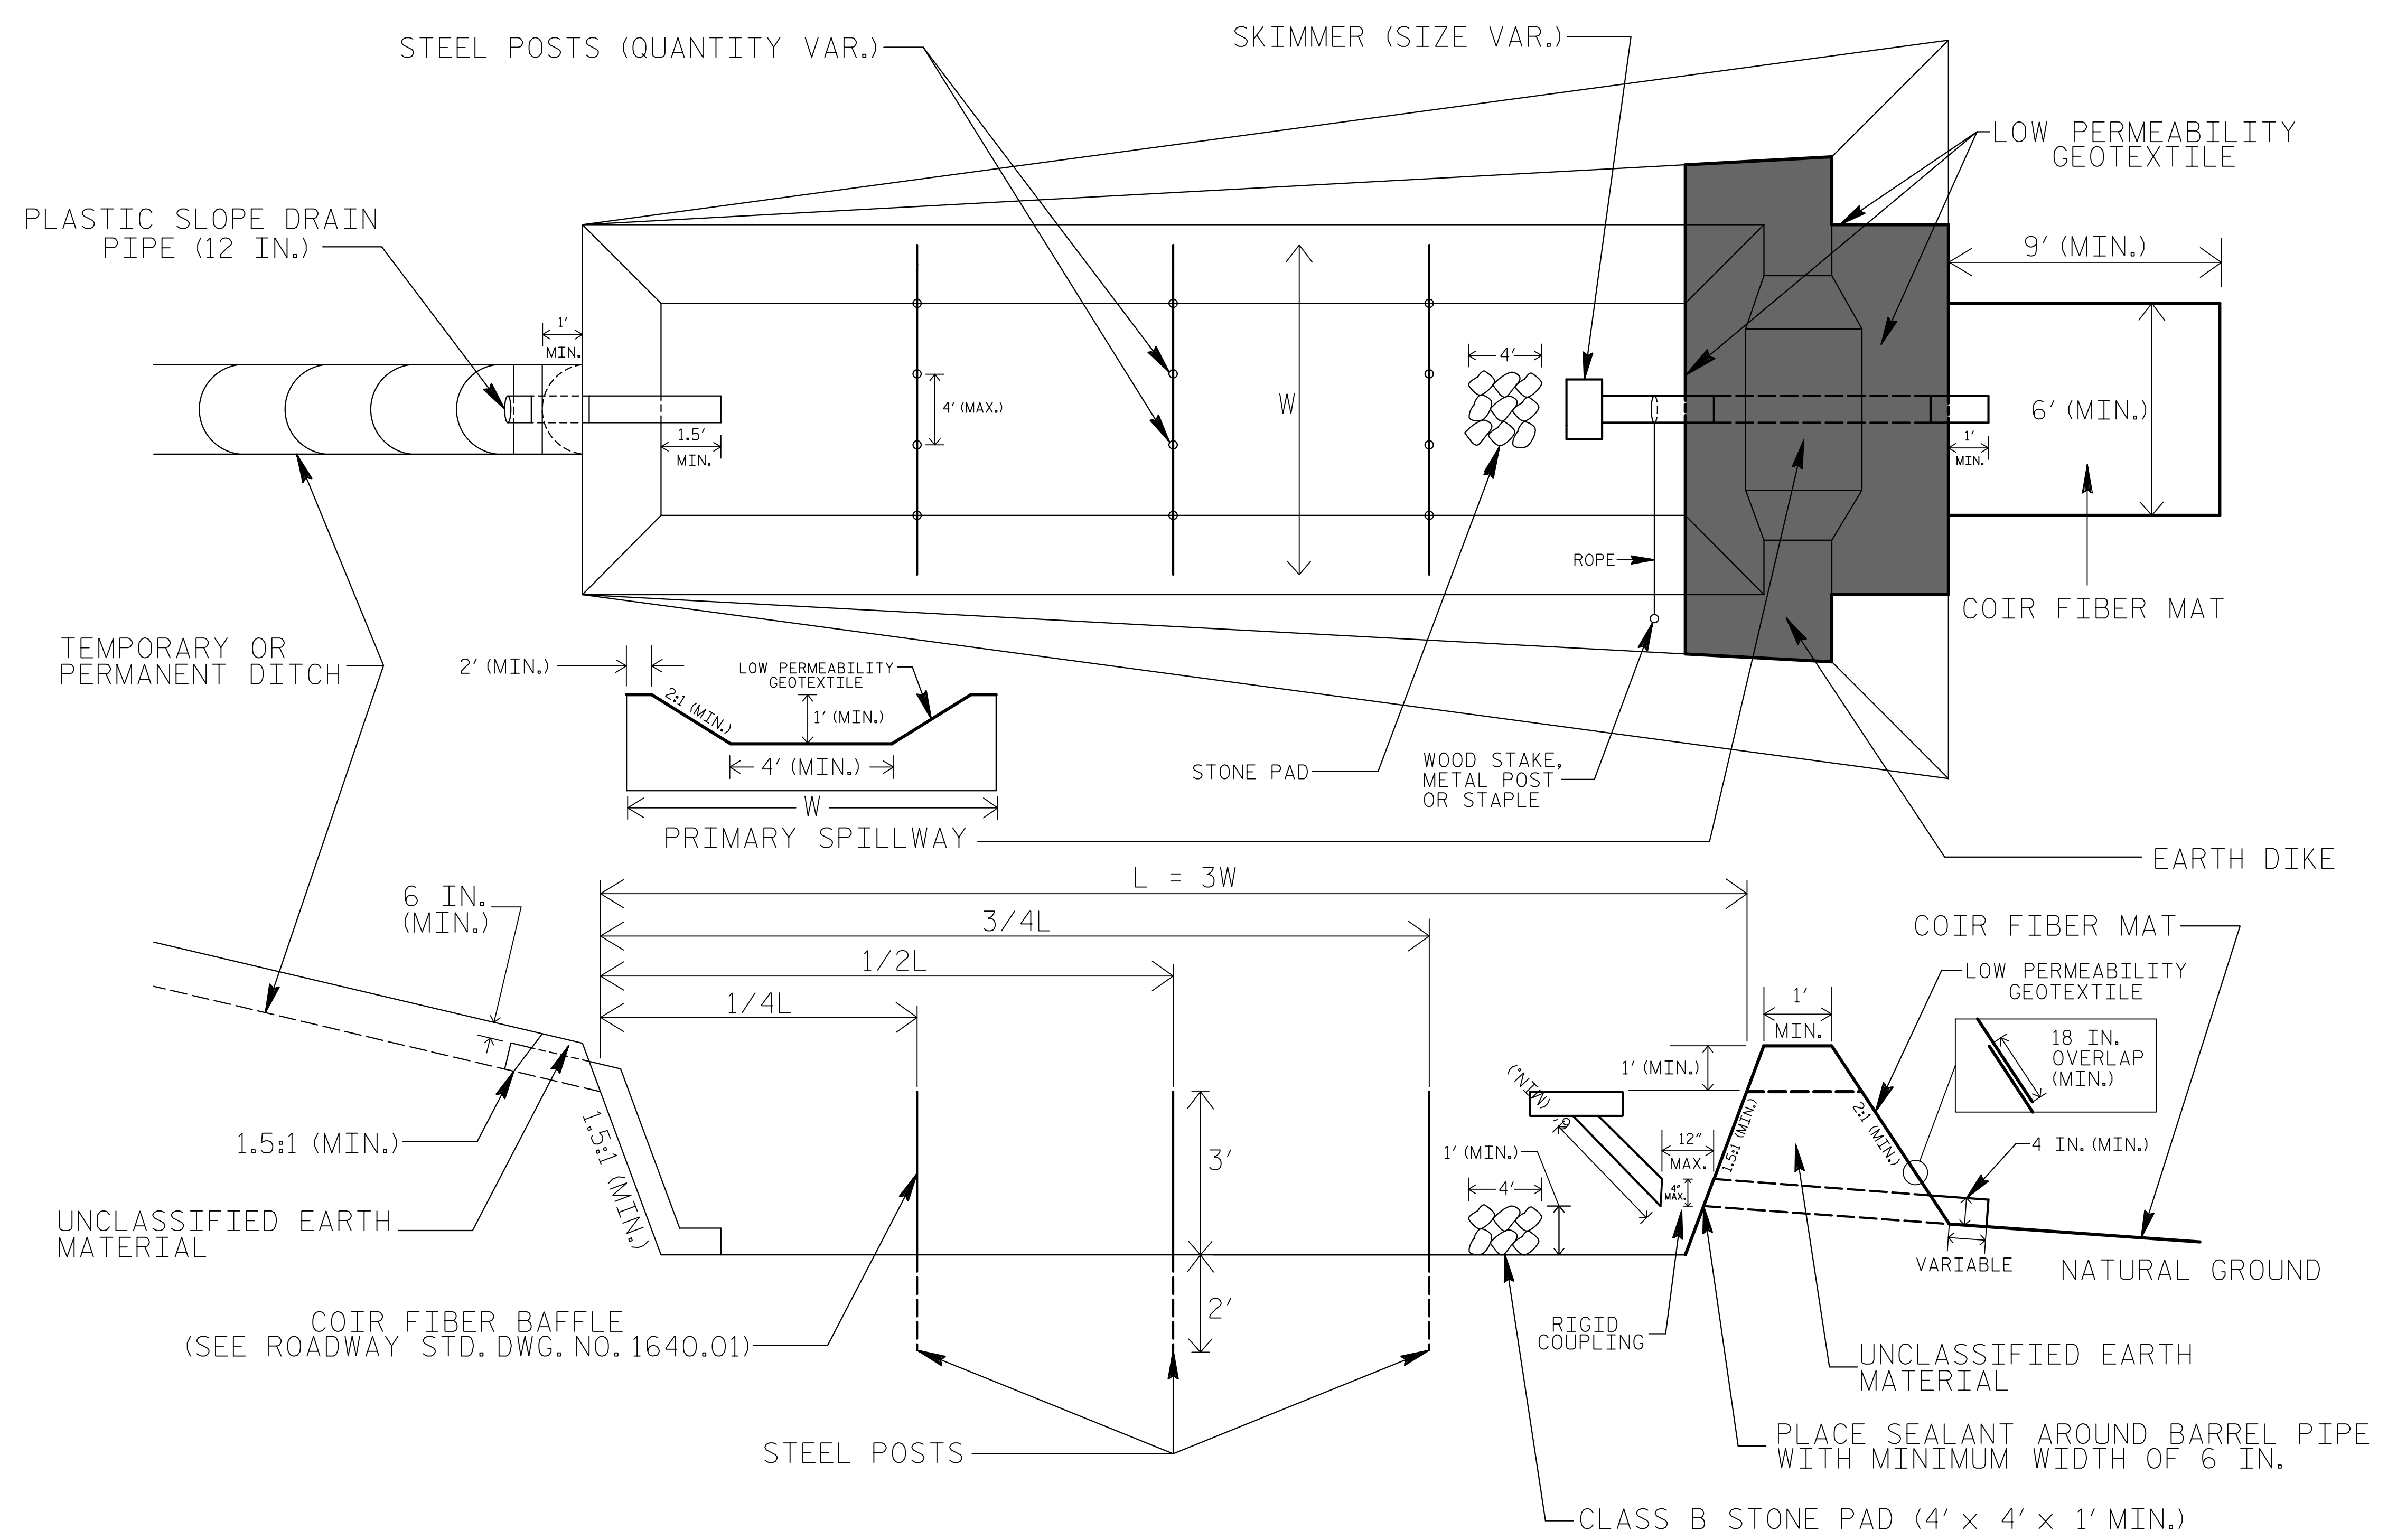 STEEL POSTS (QUANTITY VAR.)
SKIMMER (SIZE VAR.)
LOW PERMEABILITY
GEOTEXTILE
PLASTIC SLOPE DRAIN
PIPE (12 IN.)
9' (MIN.)
1'
MIN.
4'
4' (MAX.)
W
6' (MIN.)
1.5'
MIN.
1'
MIN.
ROPE
COIR FIBER MAT
TEMPORARY OR
PERMANENT DITCH
2' (MIN.)
LOW PERMEABILITY
GEOTEXTILE
2:1 (MIN.)
1' (MIN.)
4' (MIN.)
W
PRIMARY SPILLWAY
STONE PAD
WOOD STAKE,
METAL POST
OR STAPLE
EARTH DIKE
L = 3W
6 IN.
(MIN.)
3/4L
1/2L
1/4L
COIR FIBER MAT
LOW PERMEABILITY
GEOTEXTILE
1'
MIN.
18 IN.
OVERLAP
(MIN.)
1' (MIN.)
6' (MIN.)
1.5:1 (MIN.)
2:1 (MIN.)
1.5:1 (MIN.)
1.5:1 (MIN.)
3'
1' (MIN.)
12"
MAX.
4"
MAX.
4'
4 IN. (MIN.)
UNCLASSIFIED EARTH
MATERIAL
VARIABLE
NATURAL GROUND
2'
COIR FIBER BAFFLE
(SEE ROADWAY STD. DWG. NO. 1640.01)
RIGID
COUPLING
UNCLASSIFIED EARTH
MATERIAL
STEEL POSTS
PLACE SEALANT AROUND BARREL PIPE
WITH MINIMUM WIDTH OF 6 IN.
CLASS B STONE PAD (4' x 4' x 1' MIN.)